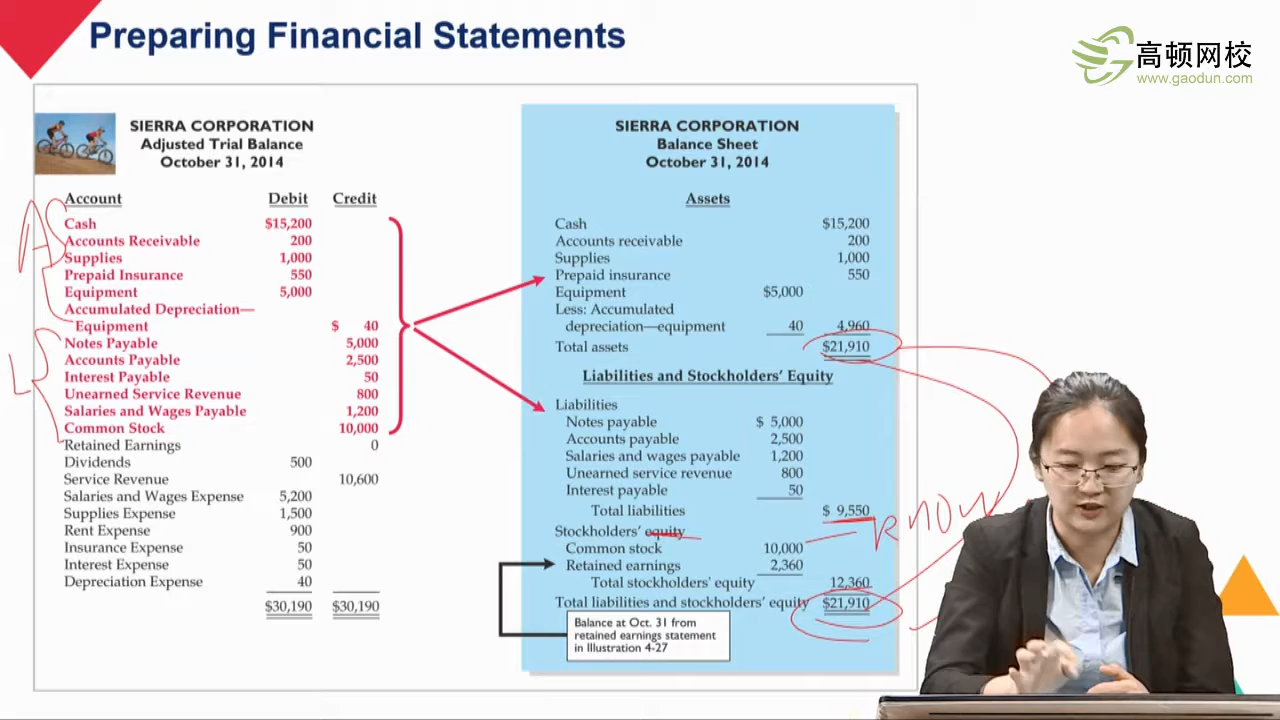 Preparing Financial Statements
高顿网校
www.gaodun.com
SIERRA CORPORATION
Adjusted Trial Balance
October 31, 2014
Account Debit Credit
Cash $15,200
Accounts Receivable 200
Supplies 1,000
Prepaid Insurance 550
Equipment 5,000
Accumulated Depreciation—
Equipment $ 40
Notes Payable 5,000
Accounts Payable 2,500
Interest Payable 50
Unearned Service Revenue 800
Salaries and Wages Payable 1,200
Common Stock 10,000
Retained Earnings 0
Dividends 500
Service Revenue 10,600
Salaries and Wages Expense 5,200
Supplies Expense 1,500
Rent Expense 900
Insurance Expense 50
Interest Expense 50
Depreciation Expense 40
$30,190 $30,190
SIERRA CORPORATION
Balance Sheet
October 31, 2014
Assets
Cash $15,200
Accounts receivable 200
Supplies 1,000
Prepaid insurance 550
Equipment $5,000
Less: Accumulated
depreciation—equipment 40 4,960
Total assets $21,910
Liabilities and Stockholders' Equity
Liabilities
Notes payable $ 5,000
Accounts payable 2,500
Salaries and wages payable 1,200
Unearned service revenue 800
Interest payable 50
Total liabilities $ 9,550
Stockholders' equity
Common stock 10,000
Retained earnings 2,360
Total stockholders' equity 12,360
Total liabilities and stockholders' equity $21,910
Balance at Oct. 31 from
retained earnings statement
in Illustration 4-27